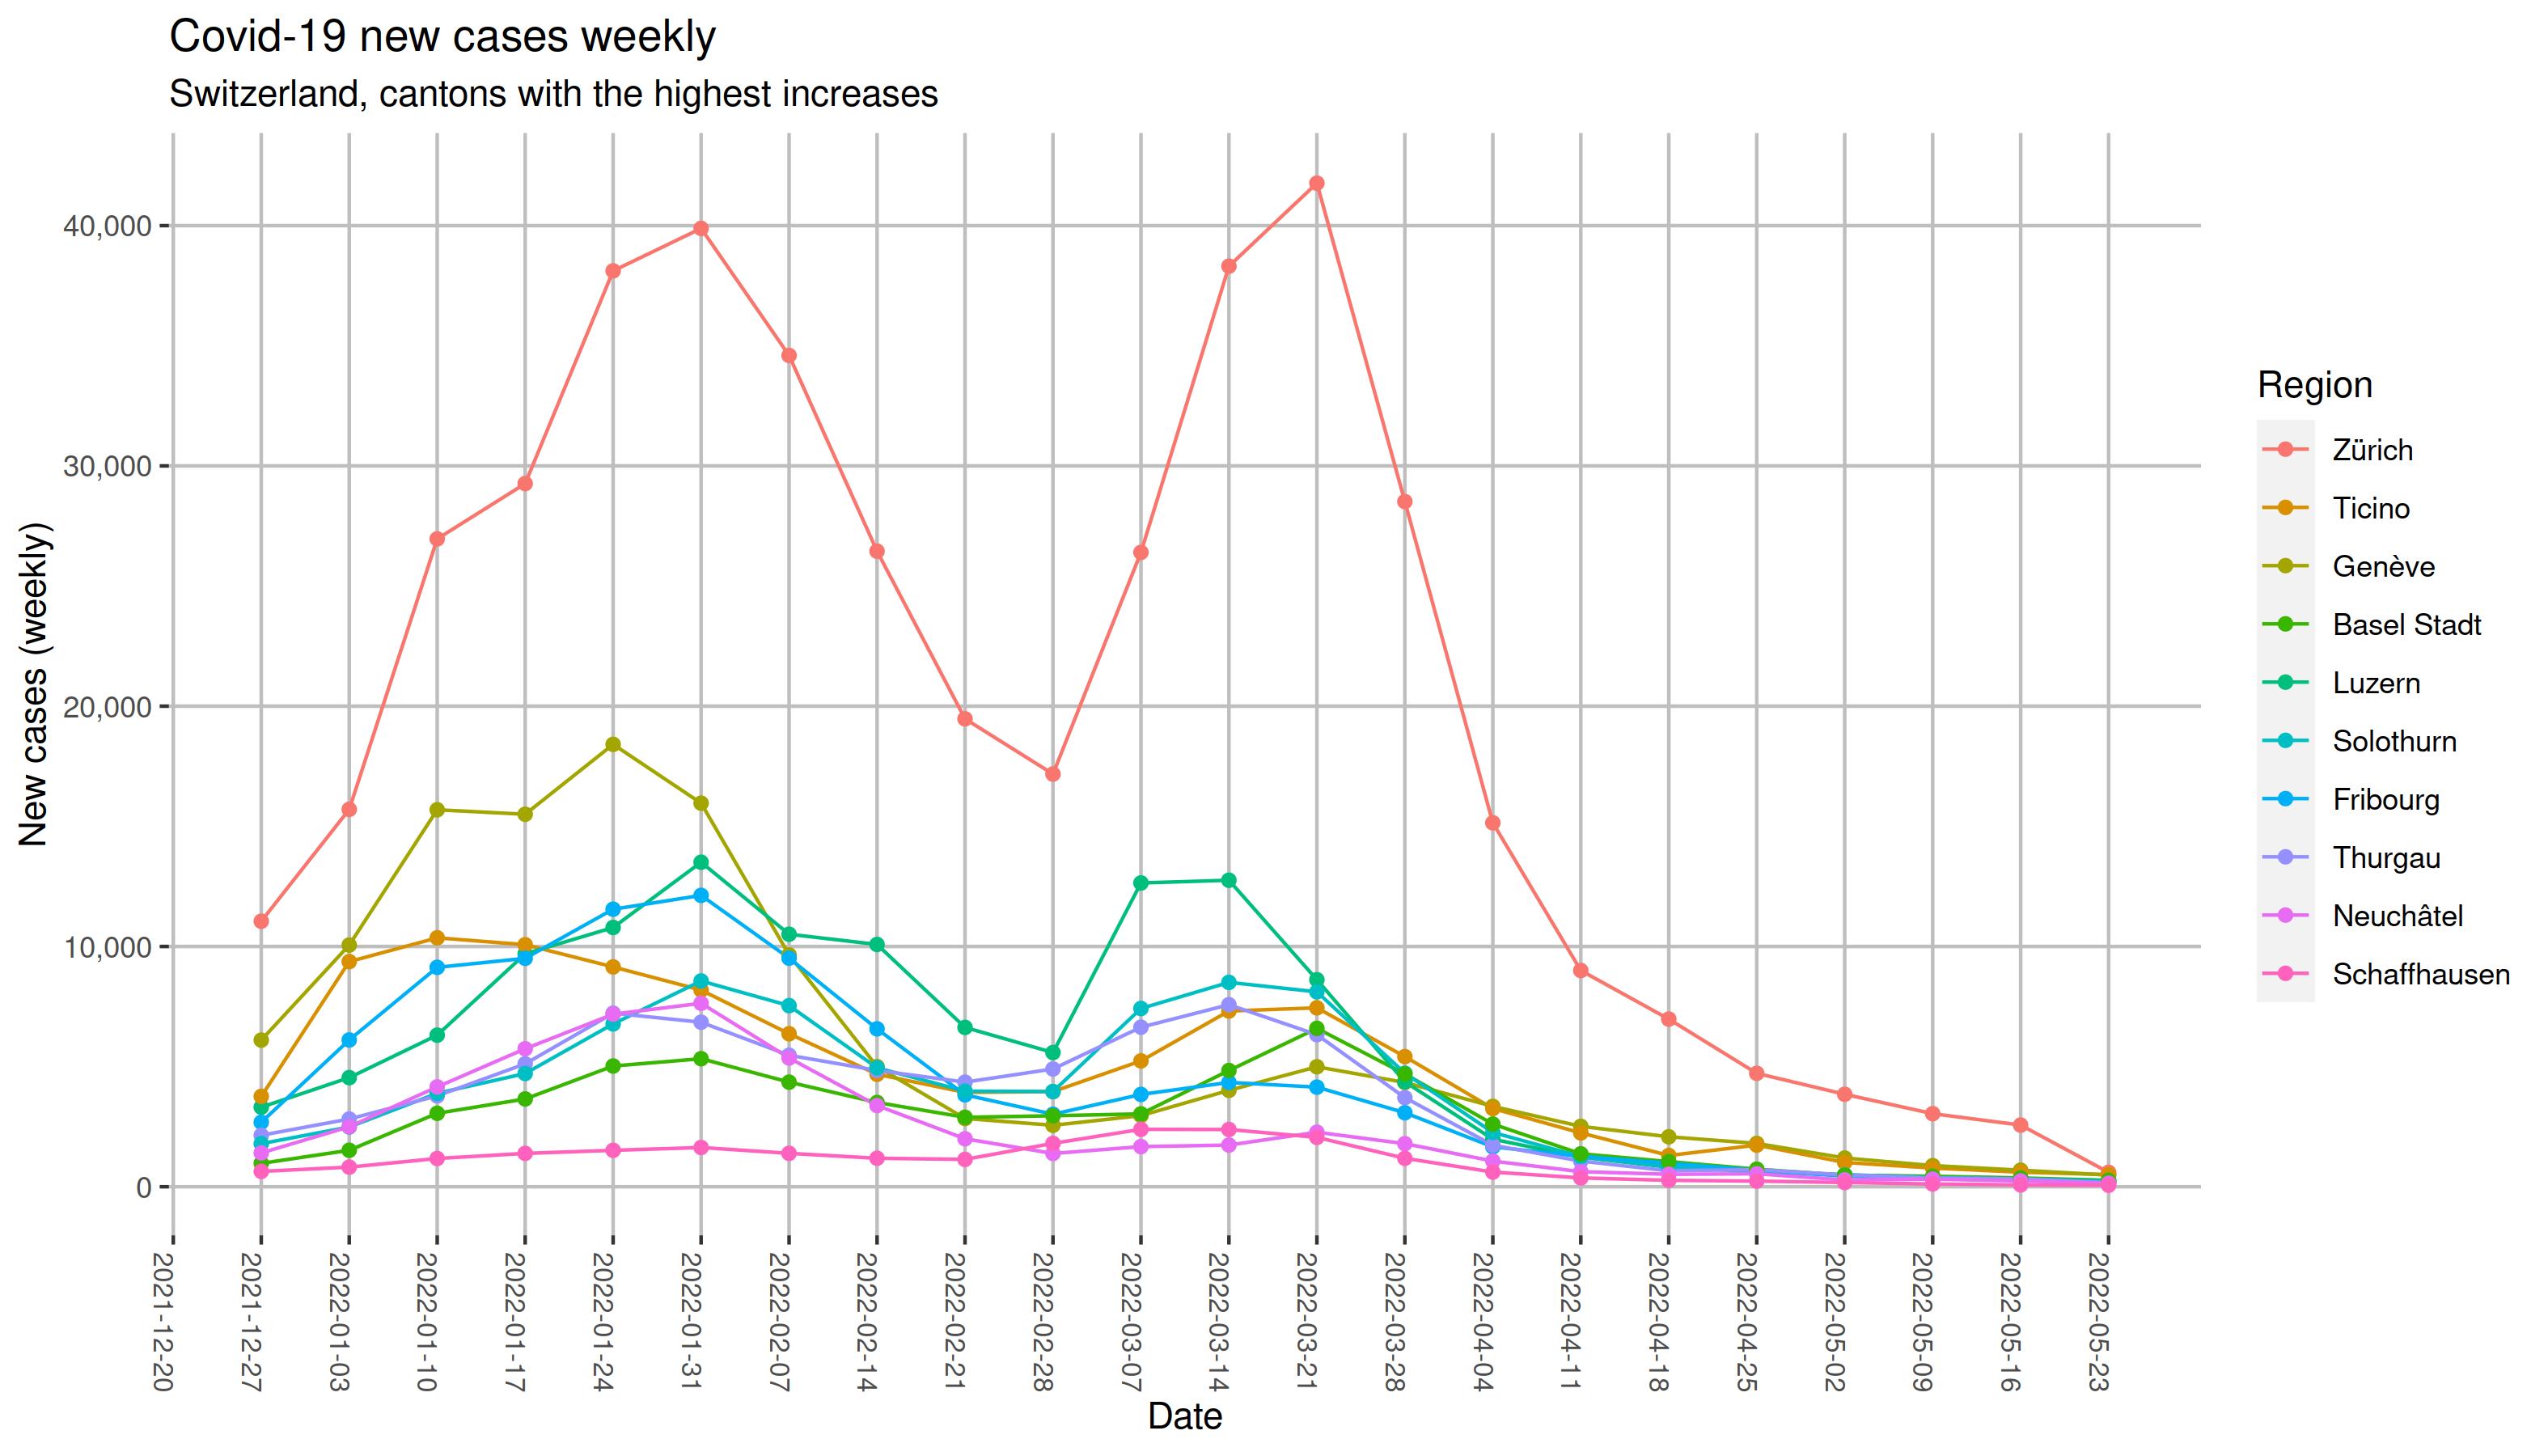 Covid-19 new cases weekly
Switzerland, cantons with the highest increases
New cases (weekly)
40,000
30,000
20,000
10,000
0
2021-12-20
2021-12-27
2022-01-03
2022-01-10
2022-01-17
2022-01-24
2022-01-31
2022-02-07
2022-02-14
2022-02-21
2022-02-28
2022-03-07
2022-03-14
2022-03-21
2022-03-28
2022-04-04
2022-04-11
2022-04-18
2022-04-25
2022-05-02
2022-05-09
2022-05-16
2022-05-23
Date
Region
Zürich
Ticino
Genève
Basel Stadt
Luzern
Solothurn
Fribourg
Thurgau
Neuchâtel
Schaffhausen